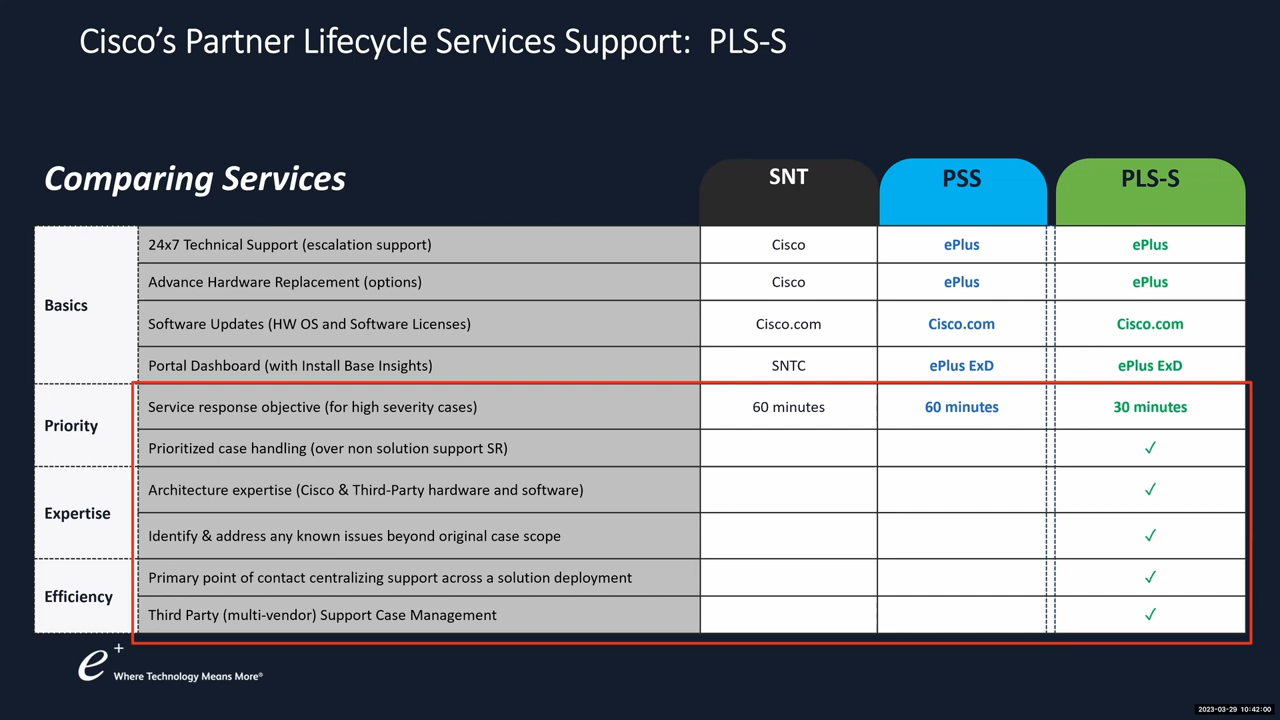 Cisco's Partner Lifecycle Services Support:  PLS-S
Comparing Services
SNT
PSS
PLS-S
Basics
24x7 Technical Support (escalation support)
Cisco
ePlus
ePlus
Advance Hardware Replacement (options)
Cisco
ePlus
ePlus
Software Updates (HW OS and Software Licenses)
Cisco.com
Cisco.com
Cisco.com
Portal Dashboard (with Install Base Insights)
SNTC
ePlus ExD
ePlus ExD
Priority
Service response objective (for high severity cases)
60 minutes
60 minutes
30 minutes
Prioritized case handling (over non solution support SR)
✓
Expertise
Architecture expertise (Cisco & Third-Party hardware and software)
✓
Identify & address any known issues beyond original case scope
✓
Efficiency
Primary point of contact centralizing support across a solution deployment
✓
Third Party (multi-vendor) Support Case Management
✓
e+
Where Technology Means More®
2023-03-29 10:42:00